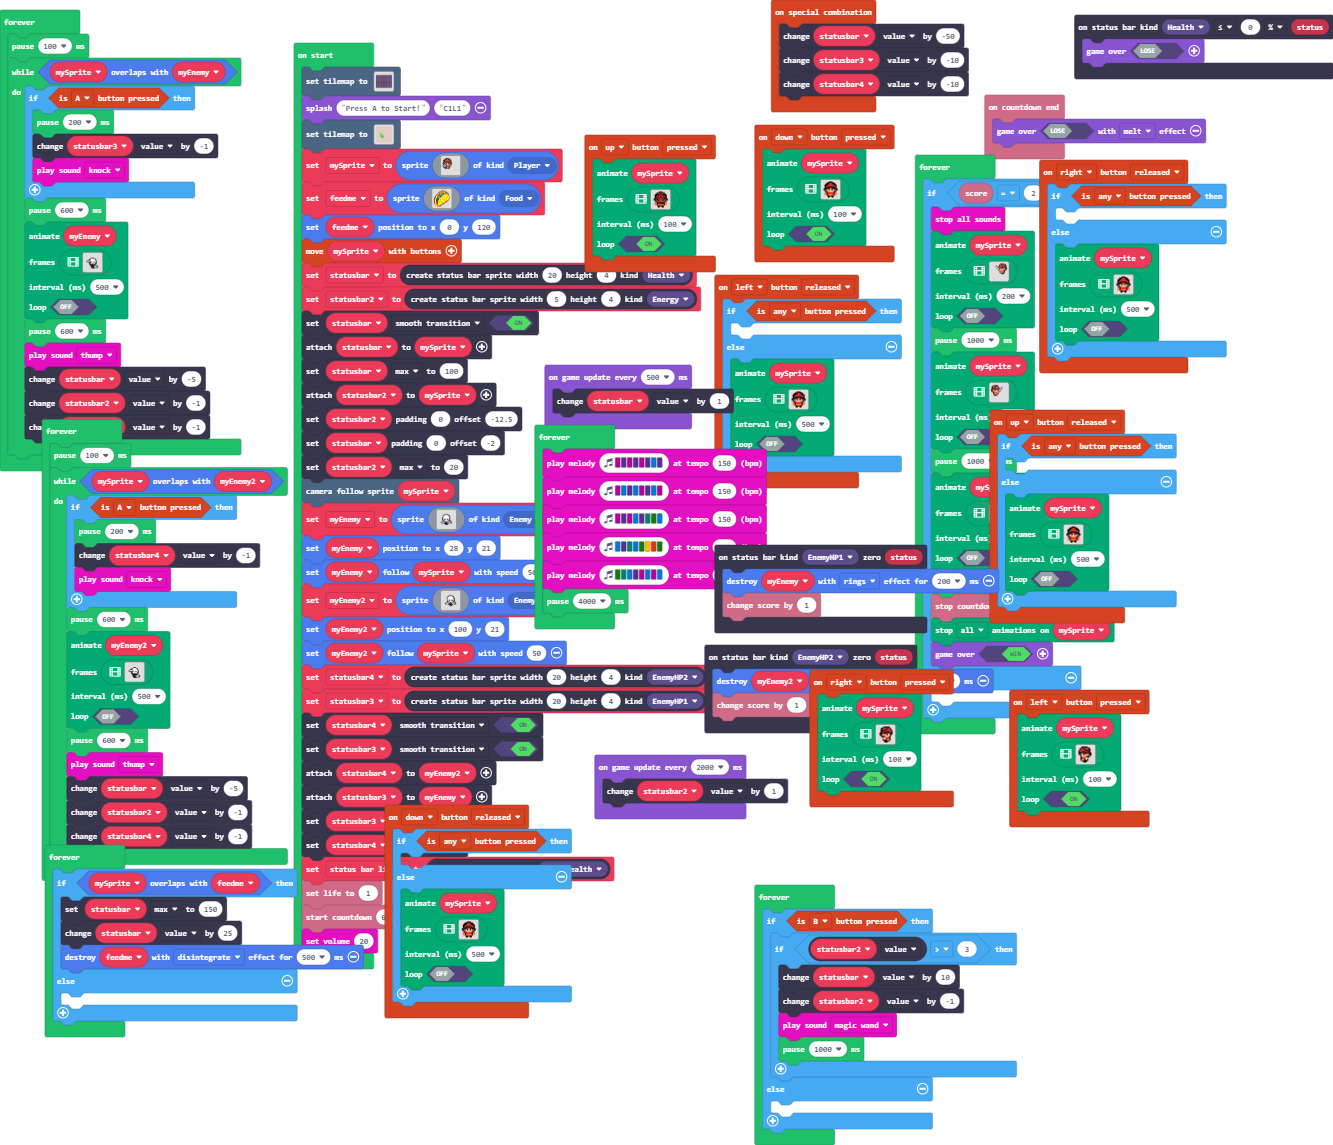 forever
pause 100 ms
while mySprite overlaps with myEnemy
do if is A button pressed then
pause 200 ms
change statusbar3 value by -1
play sound knock
pause 600 ms
animate myEnemy
frames
interval (ms) 500
loop OFF
pause 600 ms
play sound thump
change statusbar value by -5
change statusbar2 value by -1
cha value by -1
forever
pause 100 ms
while mySprite overlaps with myEnemy2
do if is A button pressed then
pause 200 ms
change statusbar4 value by -1
play sound knock
pause 600 ms
animate myEnemy2
frames
interval (ms) 500
loop OFF
pause 600 ms
play sound thump
change statusbar value by -5
change statusbar2 value by -1
change statusbar4 value by -1
forever
if mySprite overlaps with feedme then
set statusbar max to 150
change statusbar value by 25
destroy feedme with disintegrate effect for 500 ms
else
on start
set tilemap to
splash "Press A to Start!" "C1L1"
set tilemap to
set mySprite to sprite of kind Player
set feedme to sprite of kind Food
set feedme position to x 0 y 120
move mySprite with buttons
set statusbar to create status bar sprite width 20 height 4 kind Health
set statusbar2 to create status bar sprite width 5 height 4 kind Energy
set statusbar smooth transition ON
attach statusbar to mySprite
set statusbar max to 100
attach statusbar2 to mySprite
set statusbar2 padding 0 offset -12.5
set statusbar padding 0 offset -2
set statusbar2 max to 20
camera follow sprite mySprite
set myEnemy to sprite of kind Enemy
set myEnemy position to x 28 y 21
set myEnemy follow mySprite with speed
set myEnemy2 to sprite of kind Enemy
set myEnemy2 position to x 100 y 21
set myEnemy2 follow mySprite with speed 50
set statusbar4 to create status bar sprite width 20 height 4 kind EnemyHP2
set statusbar3 to create status bar sprite width 20 height 4 kind EnemyHP1
set statusbar4 smooth transition ON
set statusbar3 smooth transition ON
attach statusbar4 to myEnemy2
attach statusbar3 to myEnemy
set statusbar3
set statusbar4
set status bar li alth
set life to 1
start countdown
set volume 20
on down button released
if is any button pressed then
else
animate mySprite
frames
interval (ms) 500
loop OFF
on up button pressed
animate mySprite
frames
interval (ms) 100
loop ON
on game update every 500 ms
change statusbar value by 1
forever
play melody at tempo 150 (bpm)
play melody at tempo 150 (bpm)
play melody at tempo 150 (bpm)
play melody at tempo
play melody at tempo
pause 4000 ms
on game update every 2000 ms
change statusbar2 value by 1
on special combination
change statusbar value by -50
change statusbar3 value by -10
change statusbar4 value by -10
on down button pressed
animate mySprite
frames
interval (ms) 100
loop ON
on left button released
if is any button pressed then
else
animate mySprite
frames
interval (ms) 500
loop OFF
on status bar kind EnemyHP1 zero status
destroy myEnemy with rings effect for 200 ms
change score by 1
on status bar kind EnemyHP2 zero status
destroy myEnemy2 ms
change score by 1
on right button pressed
animate mySprite
frames
interval (ms) 100
loop ON
forever
if is B button pressed then
if statusbar2 value > 3 then
change statusbar value by 10
change statusbar2 value by -1
play sound magic wand
pause 1000 ms
else
on status bar kind Health ≤ 0 % status
game over LOSE
on countdown end
game over LOSE with melt effect
forever
if score = 2
stop all sounds
animate mySprite
frames
interval (ms) 200
loop OFF
pause 1000 ms
animate mySprite
frames
interval (ms)
loop OFF
pause 1000 ms
animate myS
frames
interval (ms)
loop OFF
stop countdo
stop all animations on mySprite
game over WIN
on right button released
if is any button pressed then
else
animate mySprite
frames
interval (ms) 500
loop OFF
on up button released
if is any button pressed then
else
animate mySprite
frames
interval (ms) 500
loop OFF
on left button pressed
animate mySprite
frames
interval (ms) 100
loop ON